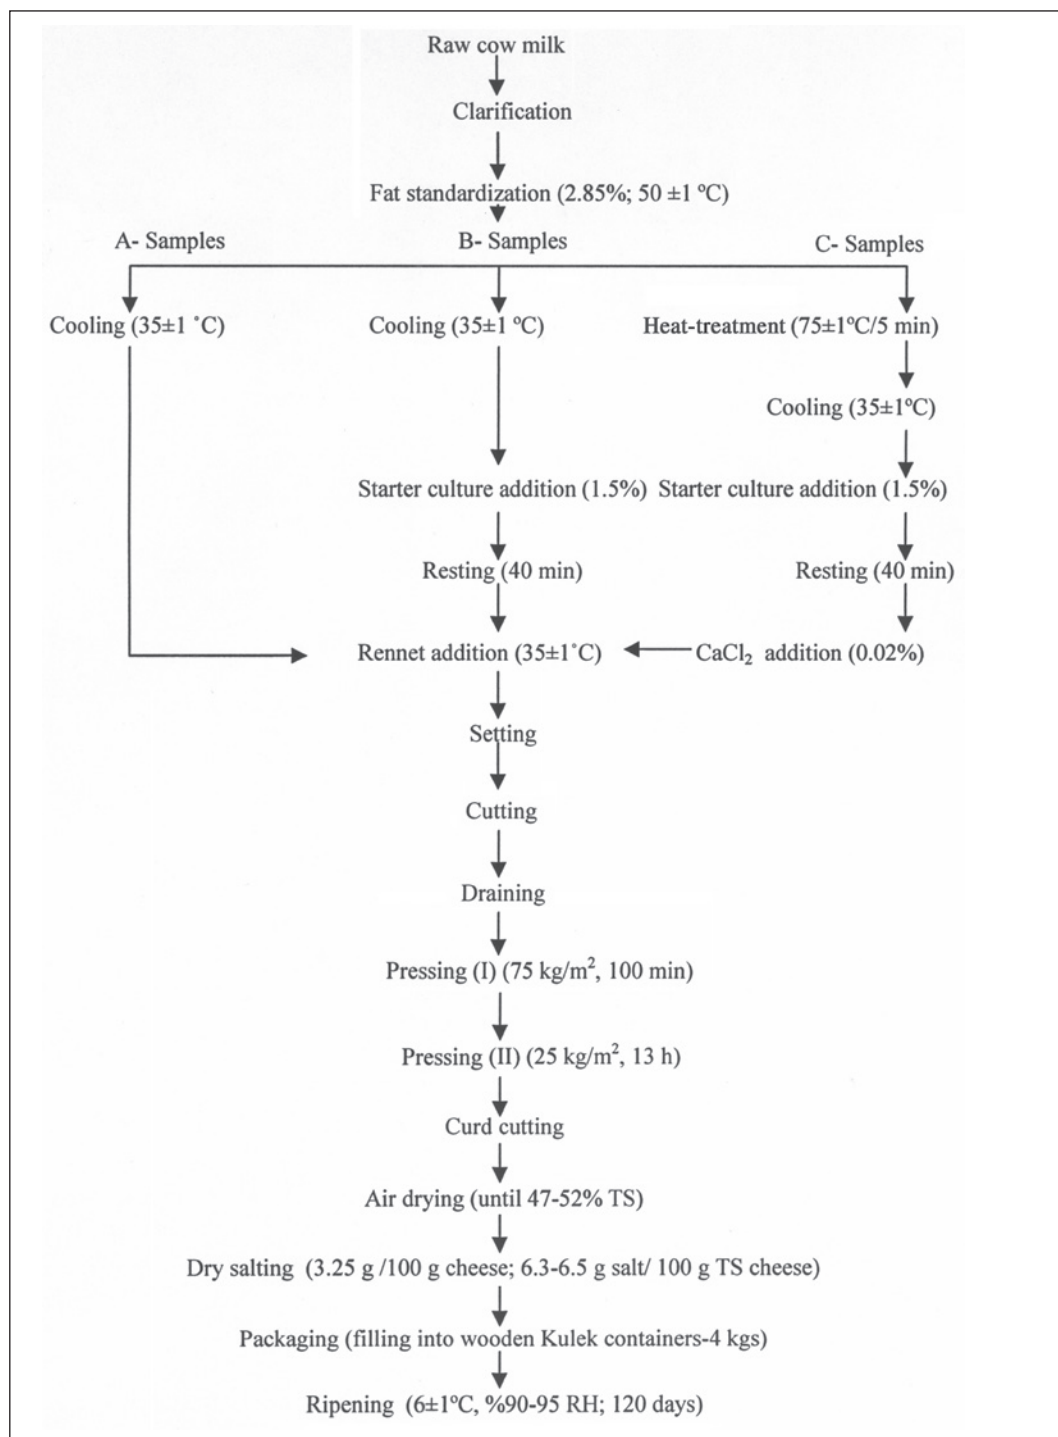 Raw cow milk
Clarification
Fat standardization (2.85%; 50 ±1 ºC)
A- Samples B- Samples C- Samples
Cooling (35±1 ˚C) Cooling (35±1 ºC) Heat-treatment (75±1ºC/5 min)
Cooling (35±1ºC)
Starter culture addition (1.5%) Starter culture addition (1.5%)
Resting (40 min) Resting (40 min)
Rennet addition (35±1˚C) CaCl₂ addition (0.02%)
Setting
Cutting
Draining
Pressing (I) (75 kg/m², 100 min)
Pressing (II) (25 kg/m², 13 h)
Curd cutting
Air drying (until 47-52% TS)
Dry salting (3.25 g /100 g cheese; 6.3-6.5 g salt/ 100 g TS cheese)
Packaging (filling into wooden Kulek containers-4 kgs)
Ripening (6±1ºC, %90-95 RH; 120 days)